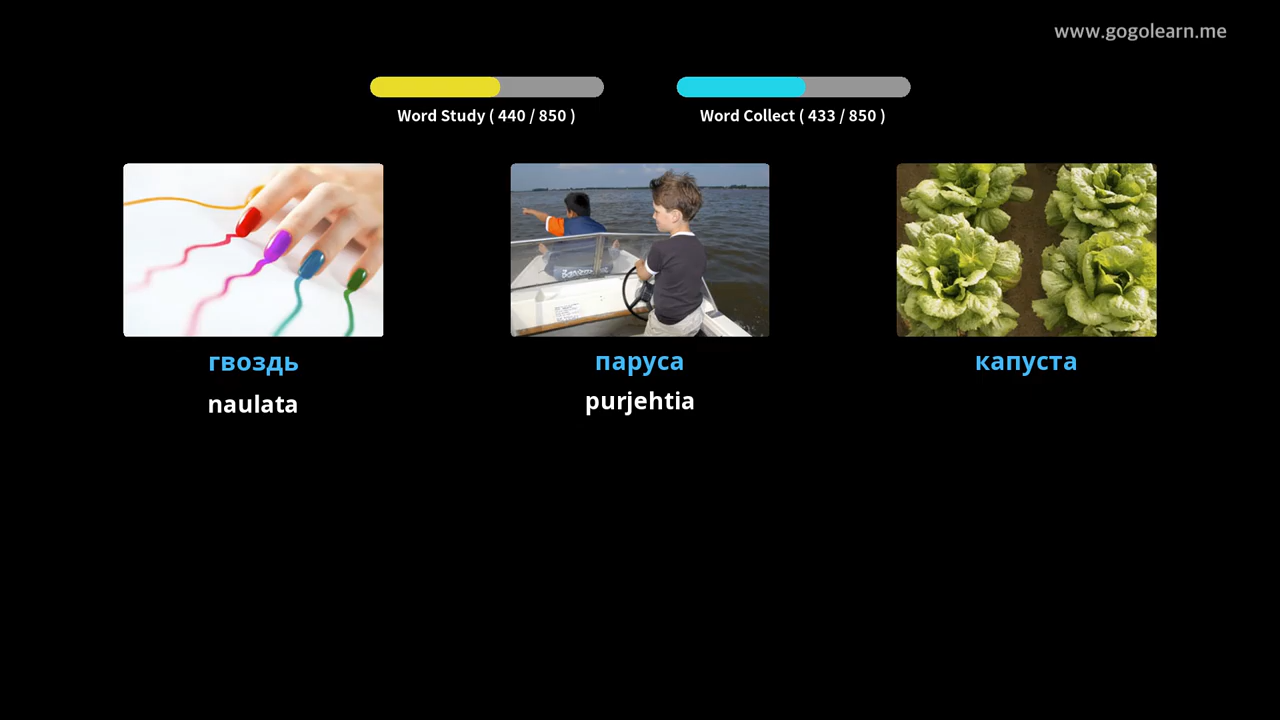 www.gogolearn.me
Word Study ( 440 / 850 )
Word Collect ( 433 / 850 )
гвоздь
паруса
капуста
naulata
purjehtia